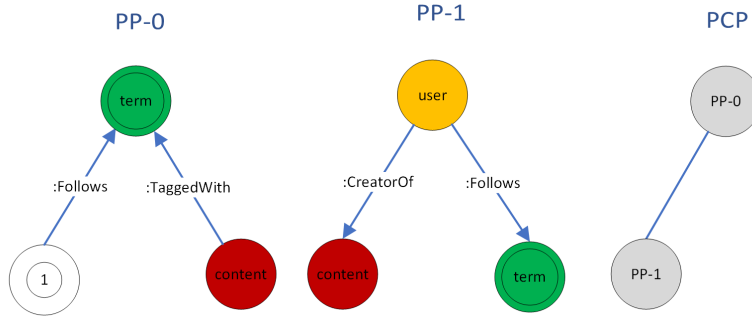 PP-0
PP-1
PCP
term
user
PP-0
:Follows
:TaggedWith
:CreatorOf
:Follows
1
content
content
term
PP-1